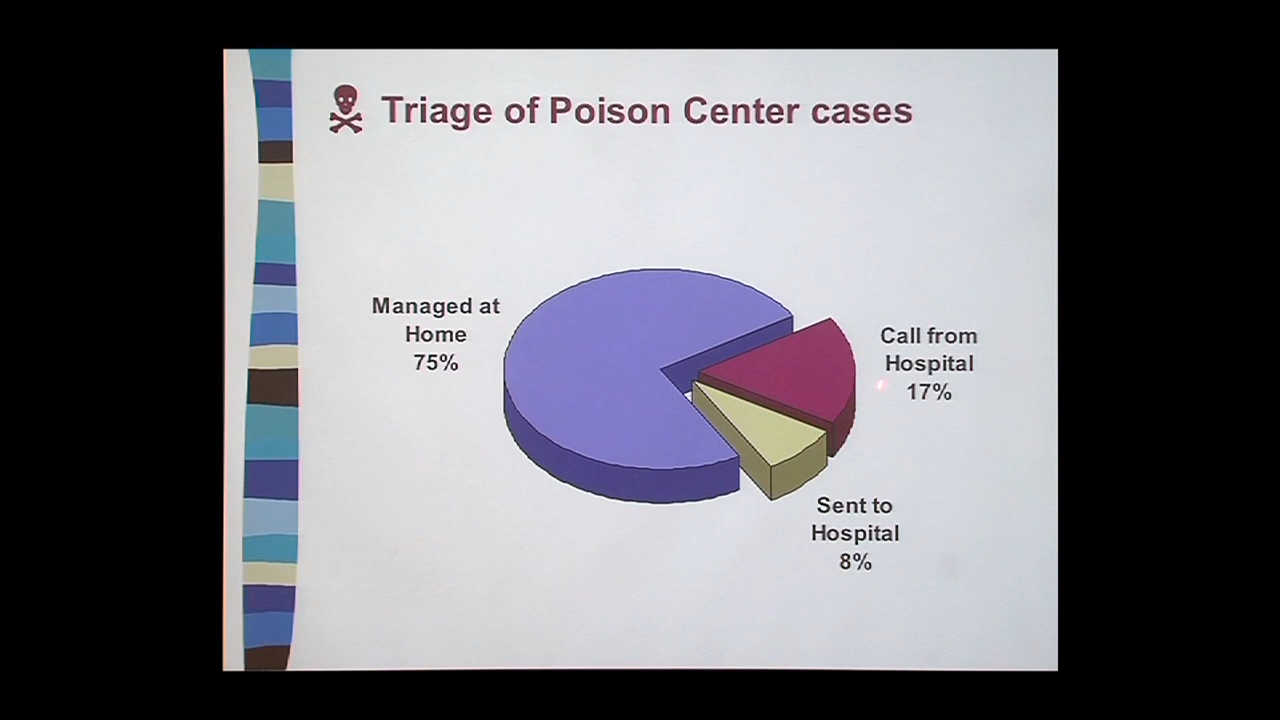 Triage of Poison Center cases
Managed at
Home
75%
Call from
Hospital
17%
Sent to
Hospital
8%